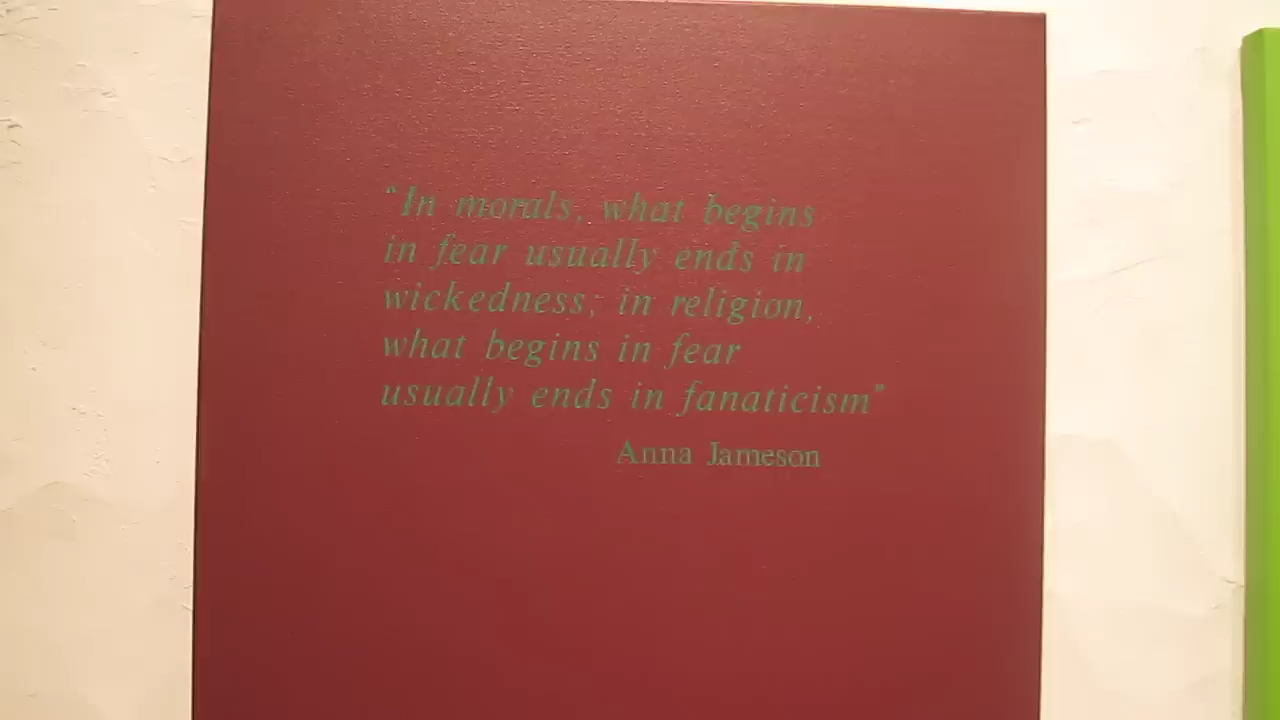 “In morals, what begins
in fear usually ends in
wickedness; in religion,
what begins in fear
usually ends in fanaticism”
Anna Jameson